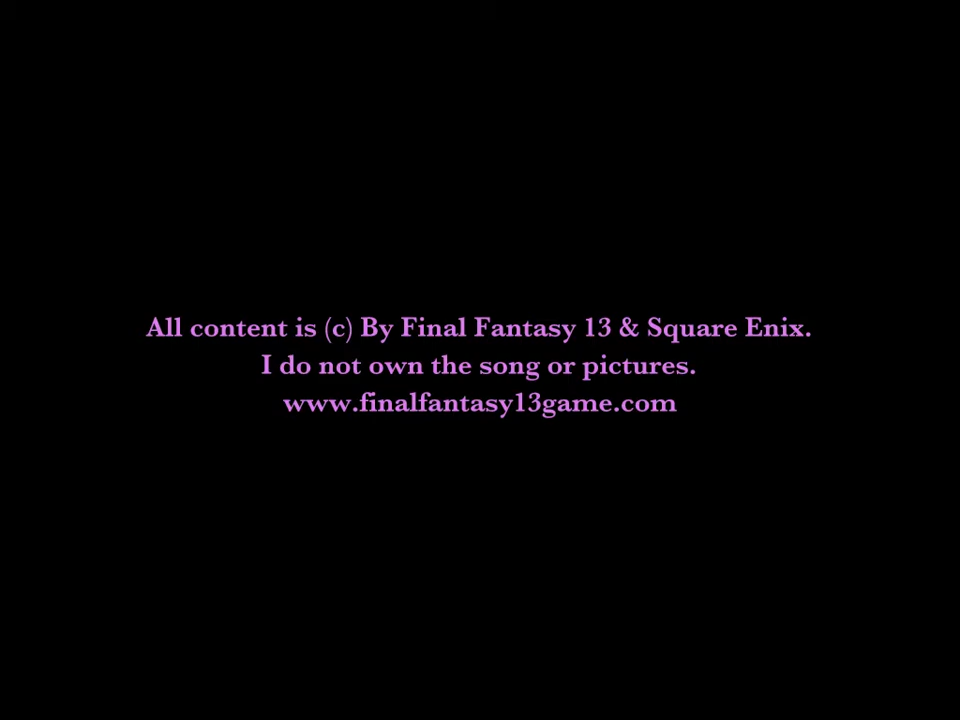 All content is (c) By Final Fantasy 13 & Square Enix.
I do not own the song or pictures.
www.finalfantasy13game.com